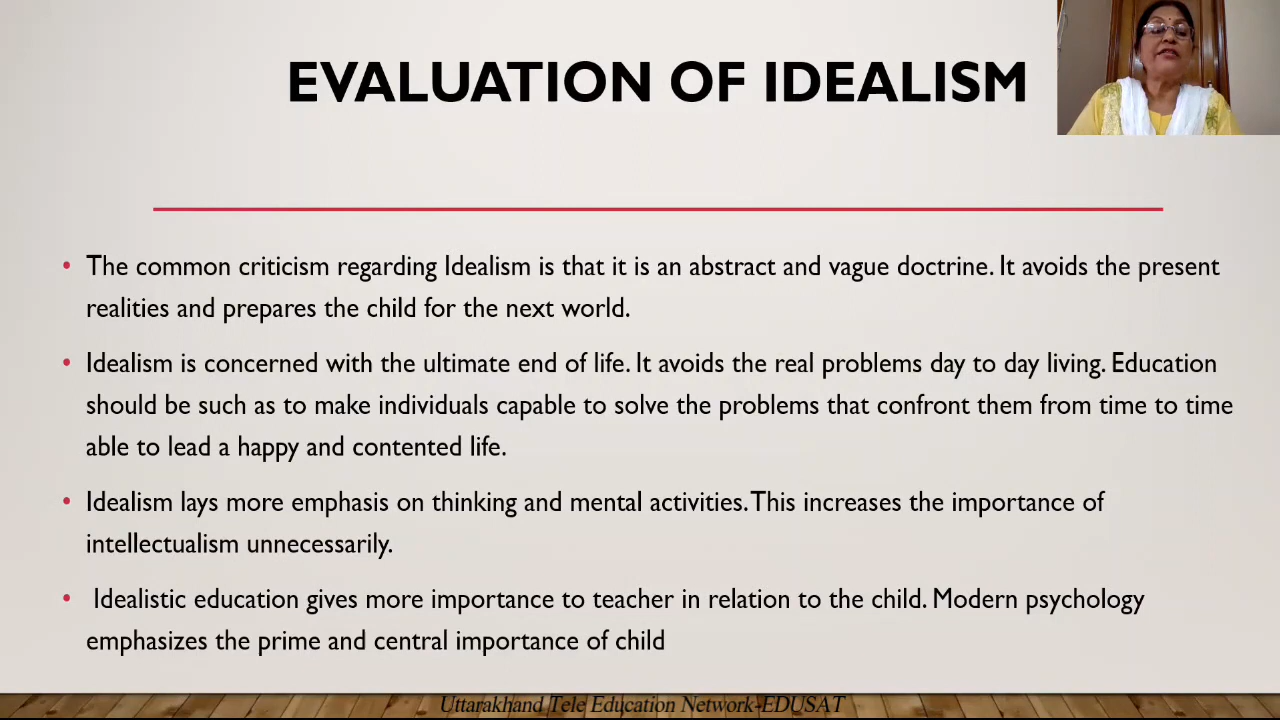 EVALUATION OF IDEALISM
• The common criticism regarding Idealism is that it is an abstract and vague doctrine. It avoids the present
realities and prepares the child for the next world.
• Idealism is concerned with the ultimate end of life. It avoids the real problems day to day living. Education
should be such as to make individuals capable to solve the problems that confront them from time to time
able to lead a happy and contented life.
• Idealism lays more emphasis on thinking and mental activities. This increases the importance of
intellectualism unnecessarily.
• Idealistic education gives more importance to teacher in relation to the child. Modern psychology
emphasizes the prime and central importance of child
Uttarakhand Tele Education Network-EDUSAT